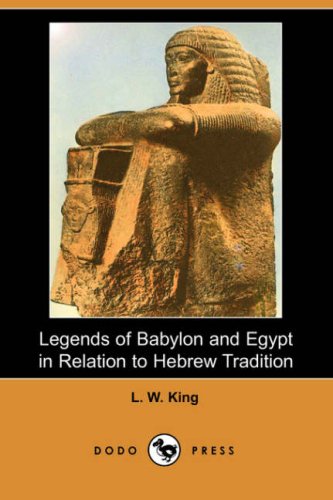 Legends of Babylon and Egypt
in Relation to Hebrew Tradition
L. W. King
DODO PRESS